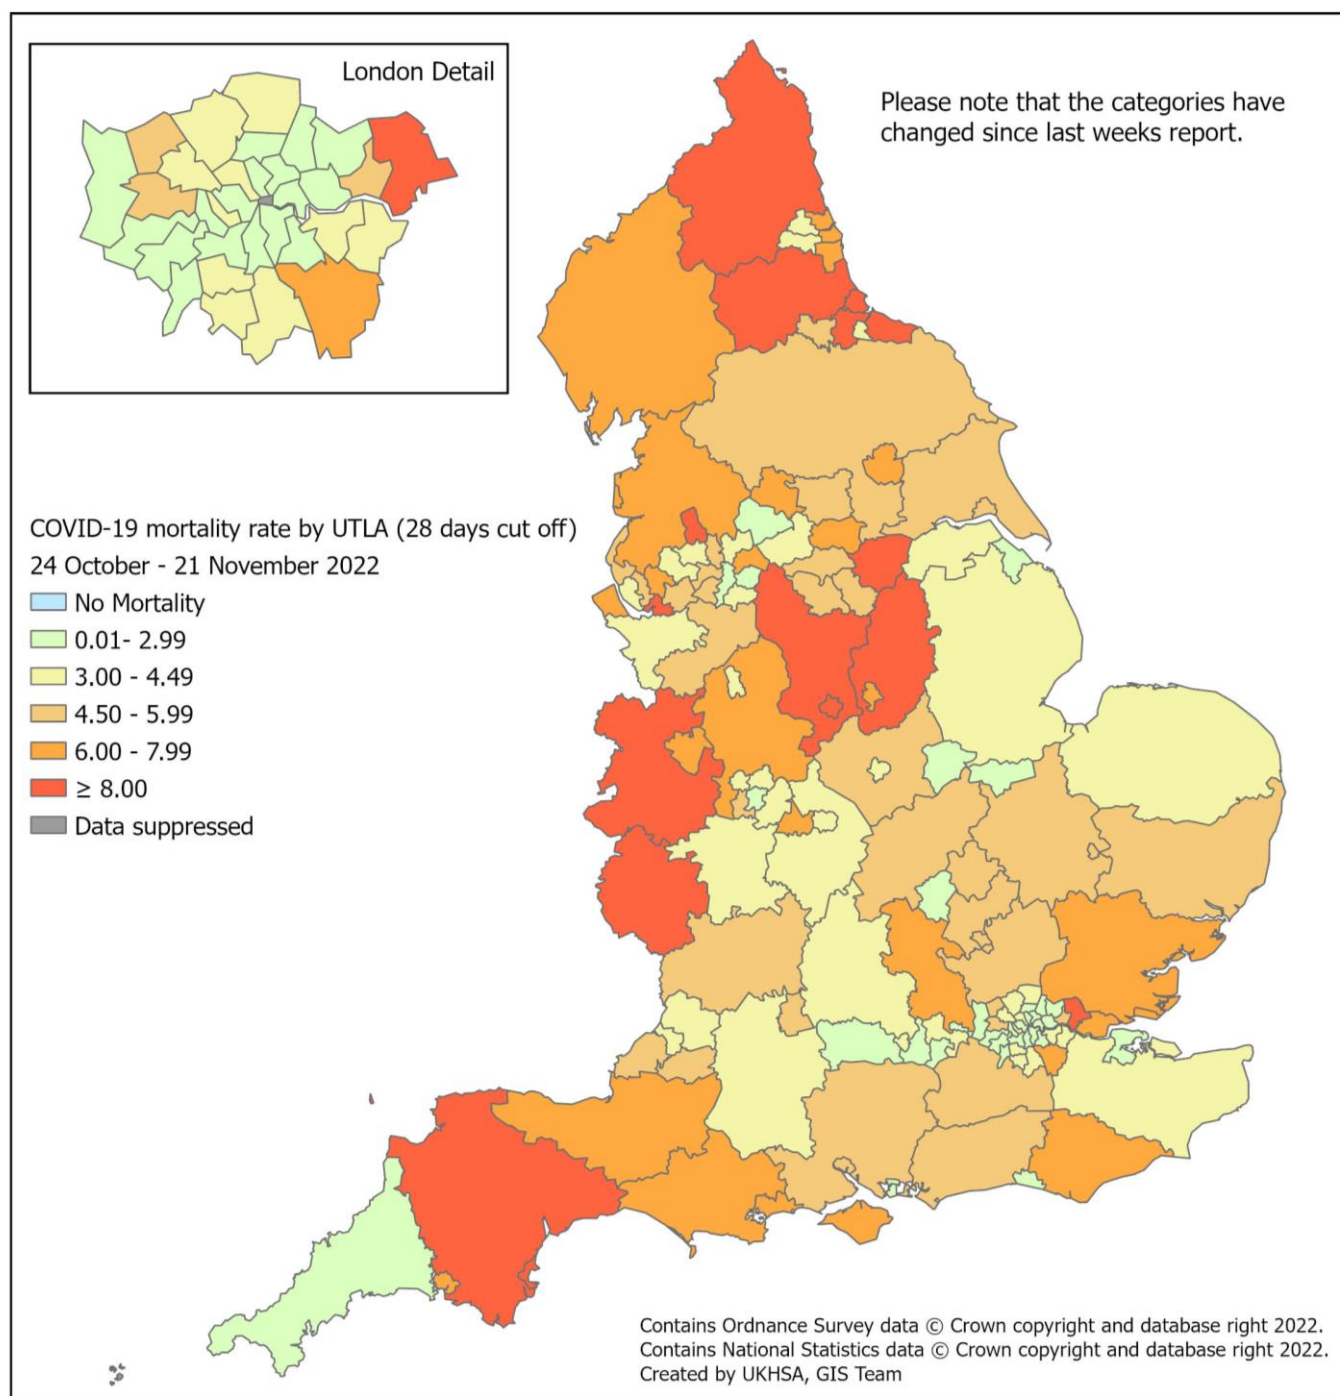 London Detail
Please note that the categories have
changed since last weeks report.
COVID-19 mortality rate by UTLA (28 days cut off)
24 October - 21 November 2022
No Mortality
0.01- 2.99
3.00 - 4.49
4.50 - 5.99
6.00 - 7.99
≥ 8.00
Data suppressed
Contains Ordnance Survey data © Crown copyright and database right 2022.
Contains National Statistics data © Crown copyright and database right 2022.
Created by UKHSA, GIS Team